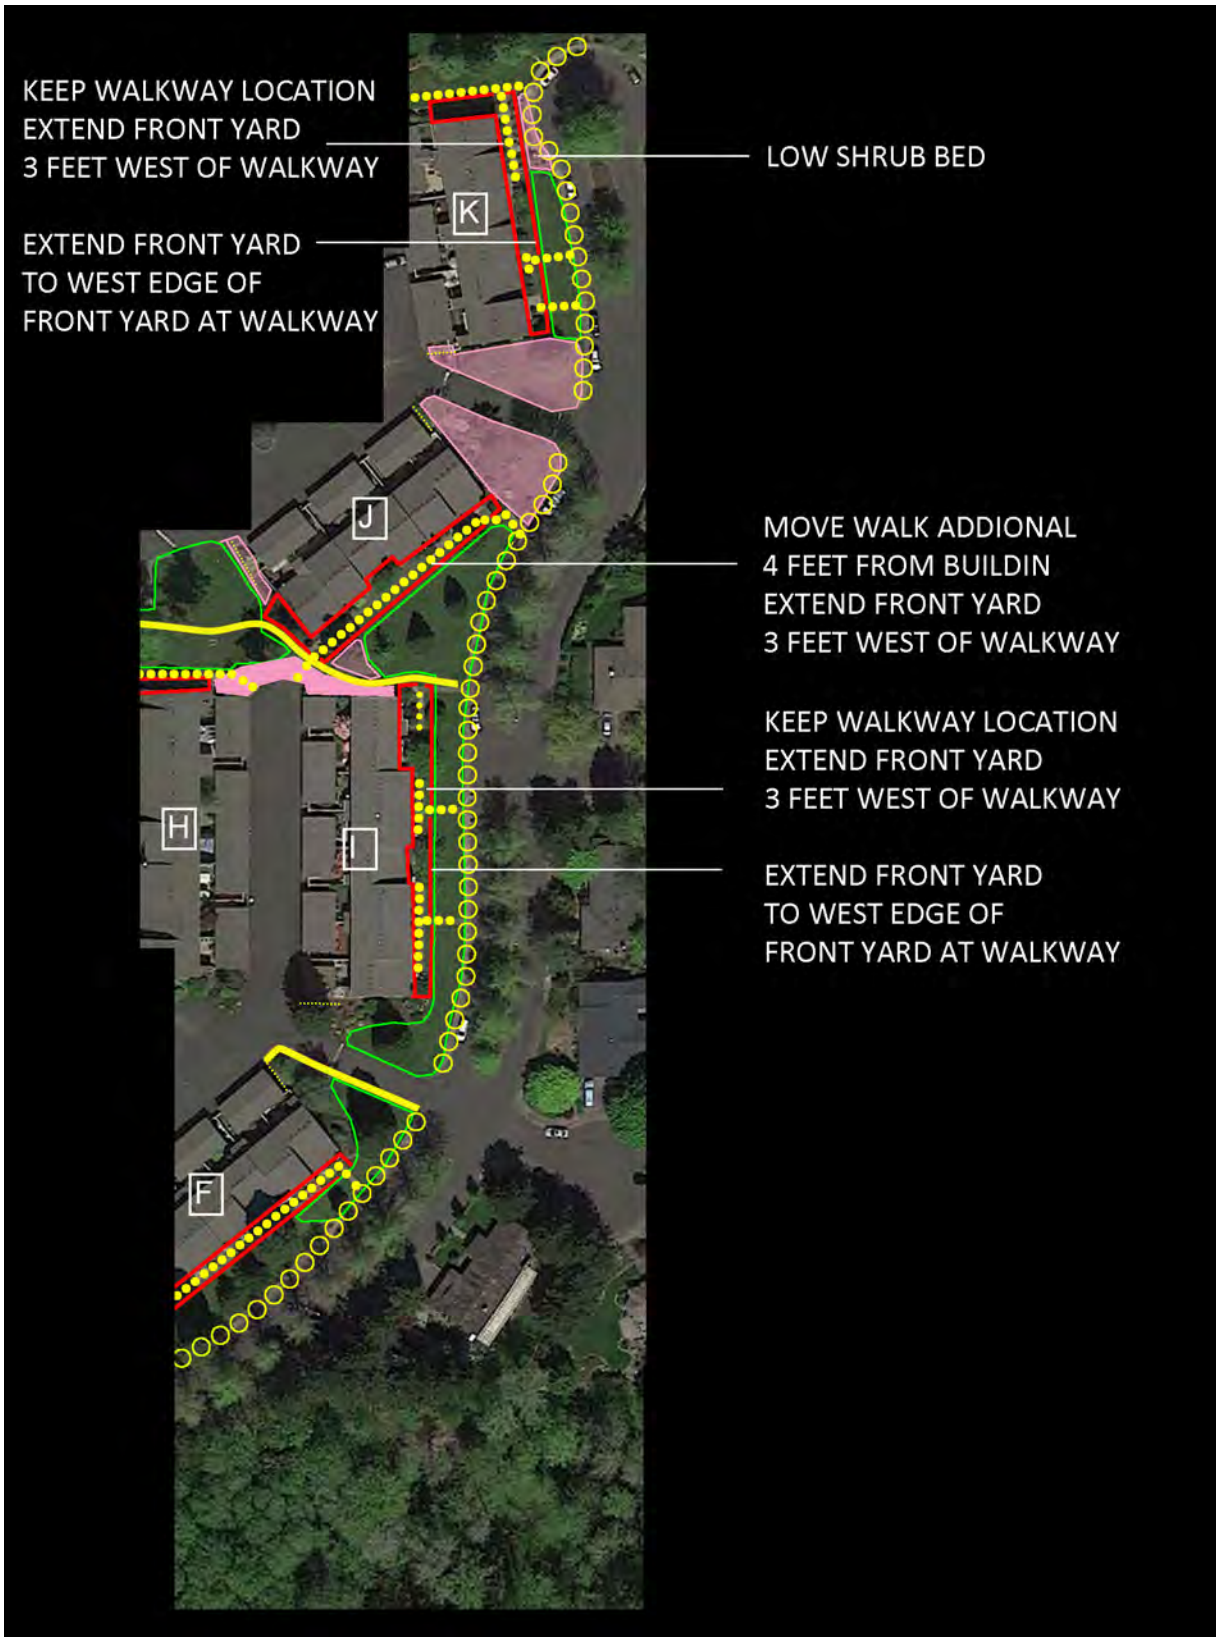 KEEP WALKWAY LOCATION
EXTEND FRONT YARD
3 FEET WEST OF WALKWAY
EXTEND FRONT YARD
TO WEST EDGE OF
FRONT YARD AT WALKWAY
LOW SHRUB BED
K
J
MOVE WALK ADDIONAL
4 FEET FROM BUILDIN
EXTEND FRONT YARD
3 FEET WEST OF WALKWAY
KEEP WALKWAY LOCATION
EXTEND FRONT YARD
3 FEET WEST OF WALKWAY
H
I
EXTEND FRONT YARD
TO WEST EDGE OF
FRONT YARD AT WALKWAY
F